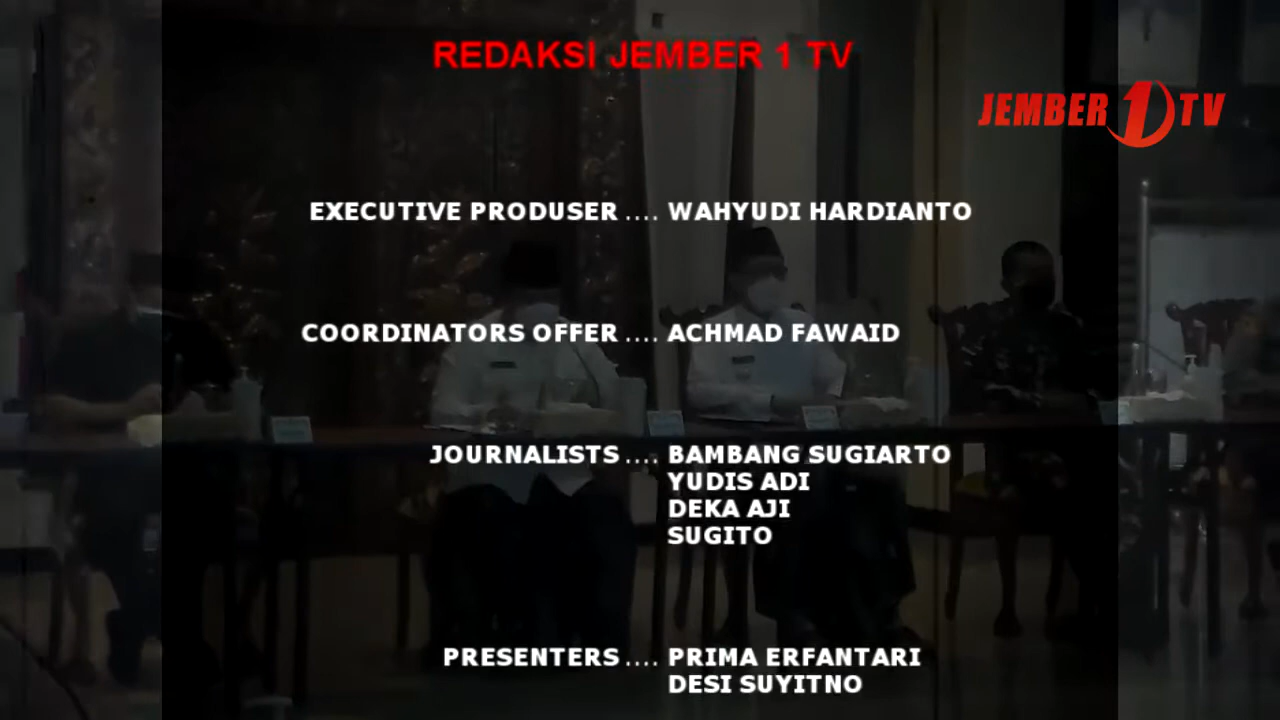 REDAKSI JEMBER 1 TV
JEMBER 1 TV
EXECUTIVE PRODUSER .... WAHYUDI HARDIANTO
COORDINATORS OFFER .... ACHMAD FAWAID
JOURNALISTS .... BAMBANG SUGIARTO
YUDIS ADI
DEKA AJI
SUGITO
PRESENTERS .... PRIMA ERFANTARI
DESI SUYITNO